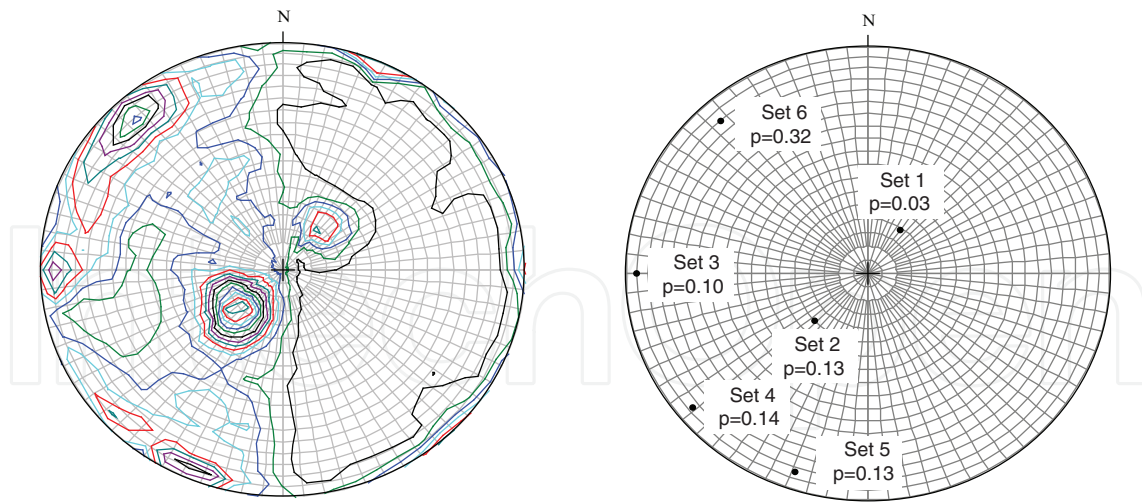 N
N
Set 6
p=0.32
Set 1
p=0.03
Set 3
p=0.10
Set 2
p=0.13
Set 4
p=0.14
Set 5
p=0.13